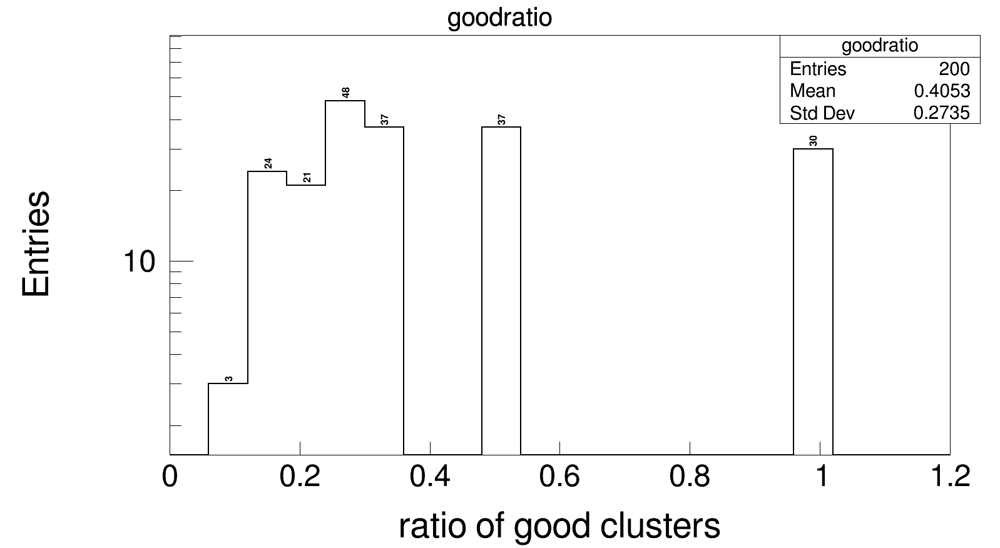 goodratio
goodratio
Entries 200
Mean 0.4053
Std Dev 0.2735
Entries
10
3
24
21
48
37
37
30
0 0.2 0.4 0.6 0.8 1 1.2
ratio of good clusters